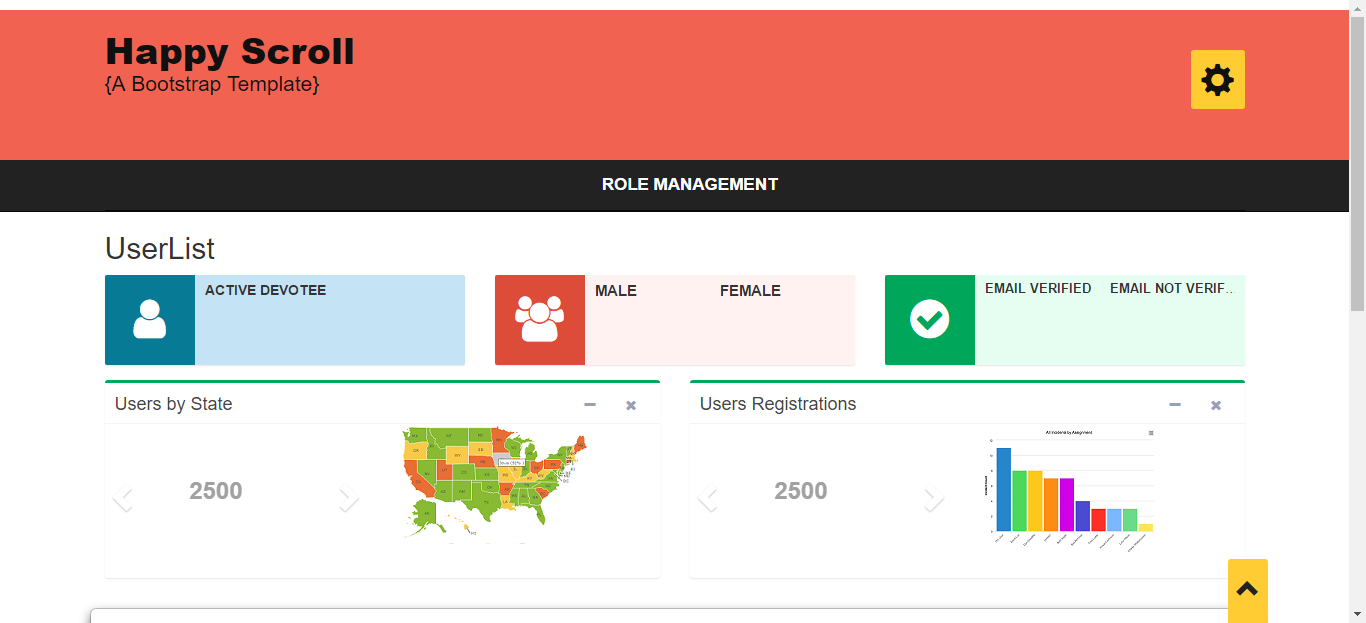 Happy Scroll
{A Bootstrap Template}
ROLE MANAGEMENT
UserList
ACTIVE DEVOTEE
MALE FEMALE
EMAIL VERIFIED EMAIL NOT VERIF...
Users by State
2500
Users Registrations
2500
All Incidents by Assignment